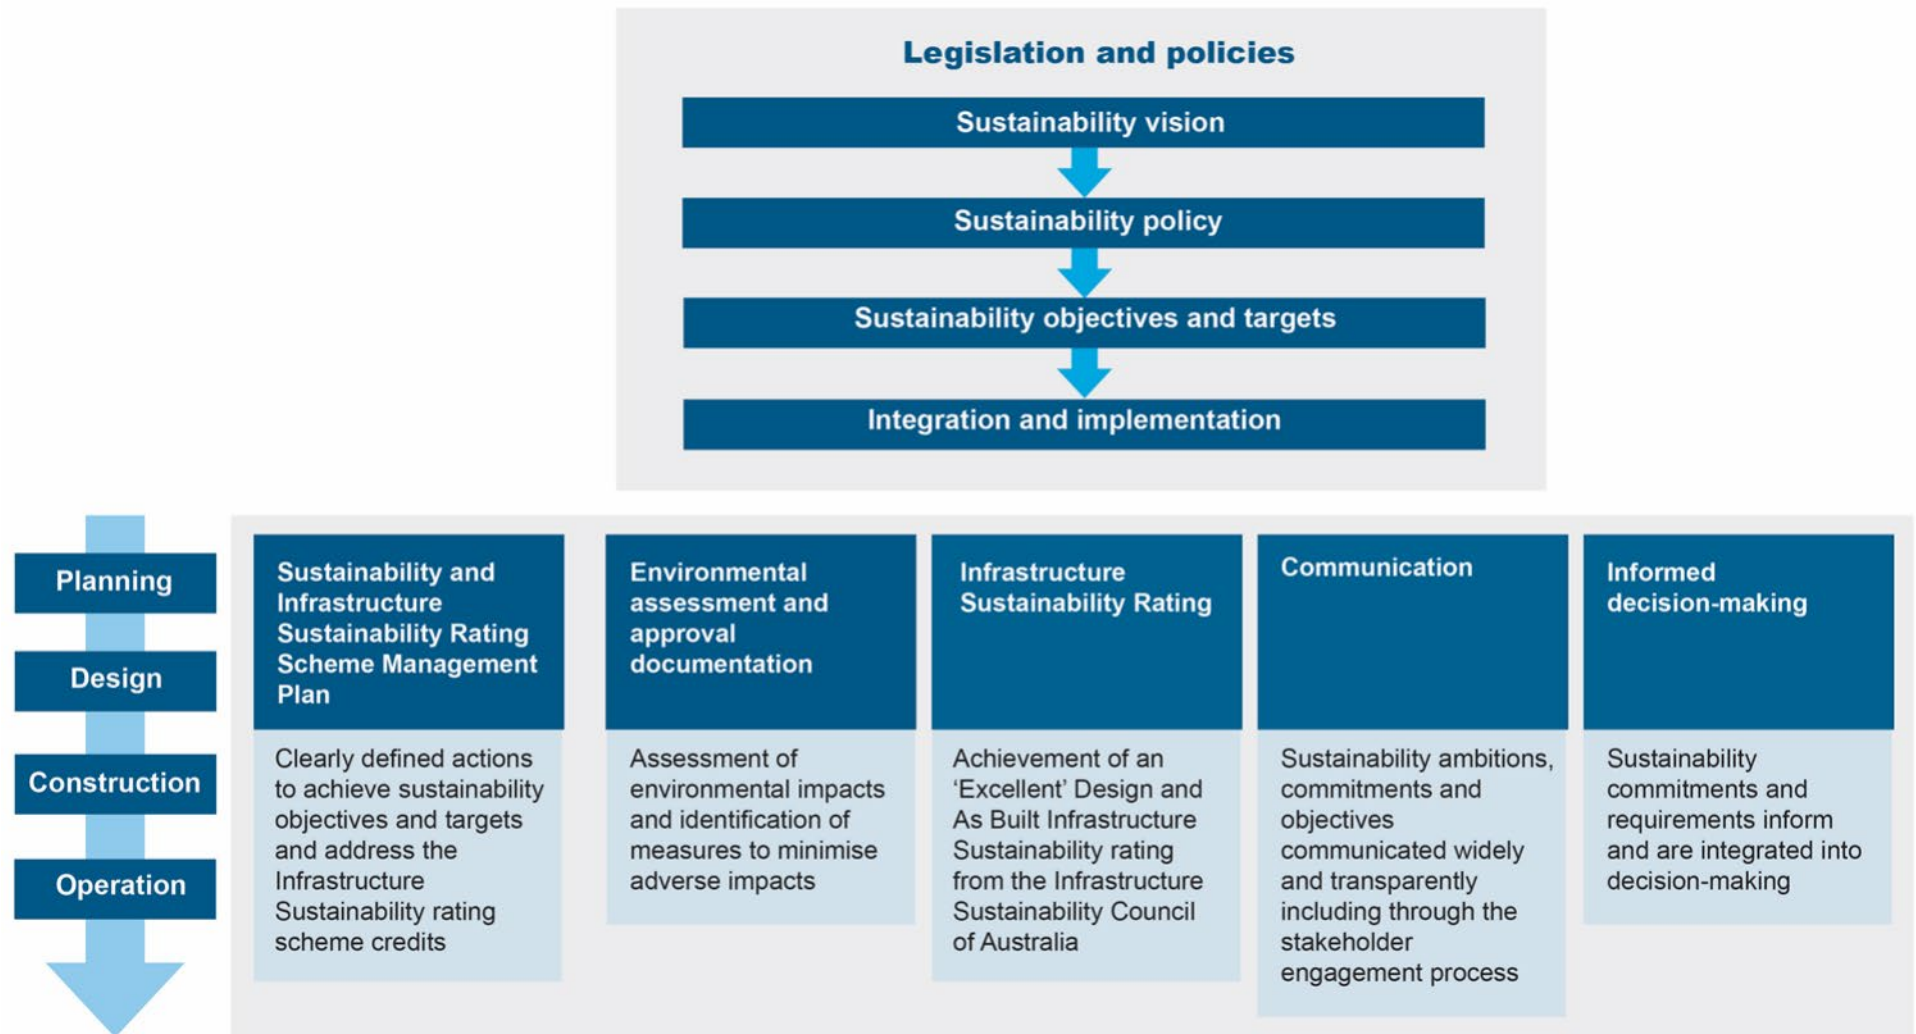 Legislation and policies
Sustainability vision
Sustainability policy
Sustainability objectives and targets
Integration and implementation
Planning
Design
Construction
Operation
Sustainability and
Infrastructure
Sustainability Rating
Scheme Management
Plan
Clearly defined actions
to achieve sustainability
objectives and targets
and address the
Infrastructure
Sustainability rating
scheme credits
Environmental
assessment and
approval
documentation
Assessment of
environmental impacts
and identification of
measures to minimise
adverse impacts
Infrastructure
Sustainability Rating
Achievement of an
‘Excellent’ Design and
As Built Infrastructure
Sustainability rating
from the Infrastructure
Sustainability Council
of Australia
Communication
Sustainability ambitions,
commitments and
objectives
communicated widely
and transparently
including through the
stakeholder
engagement process
Informed
decision-making
Sustainability
commitments and
requirements inform
and are integrated into
decision-making